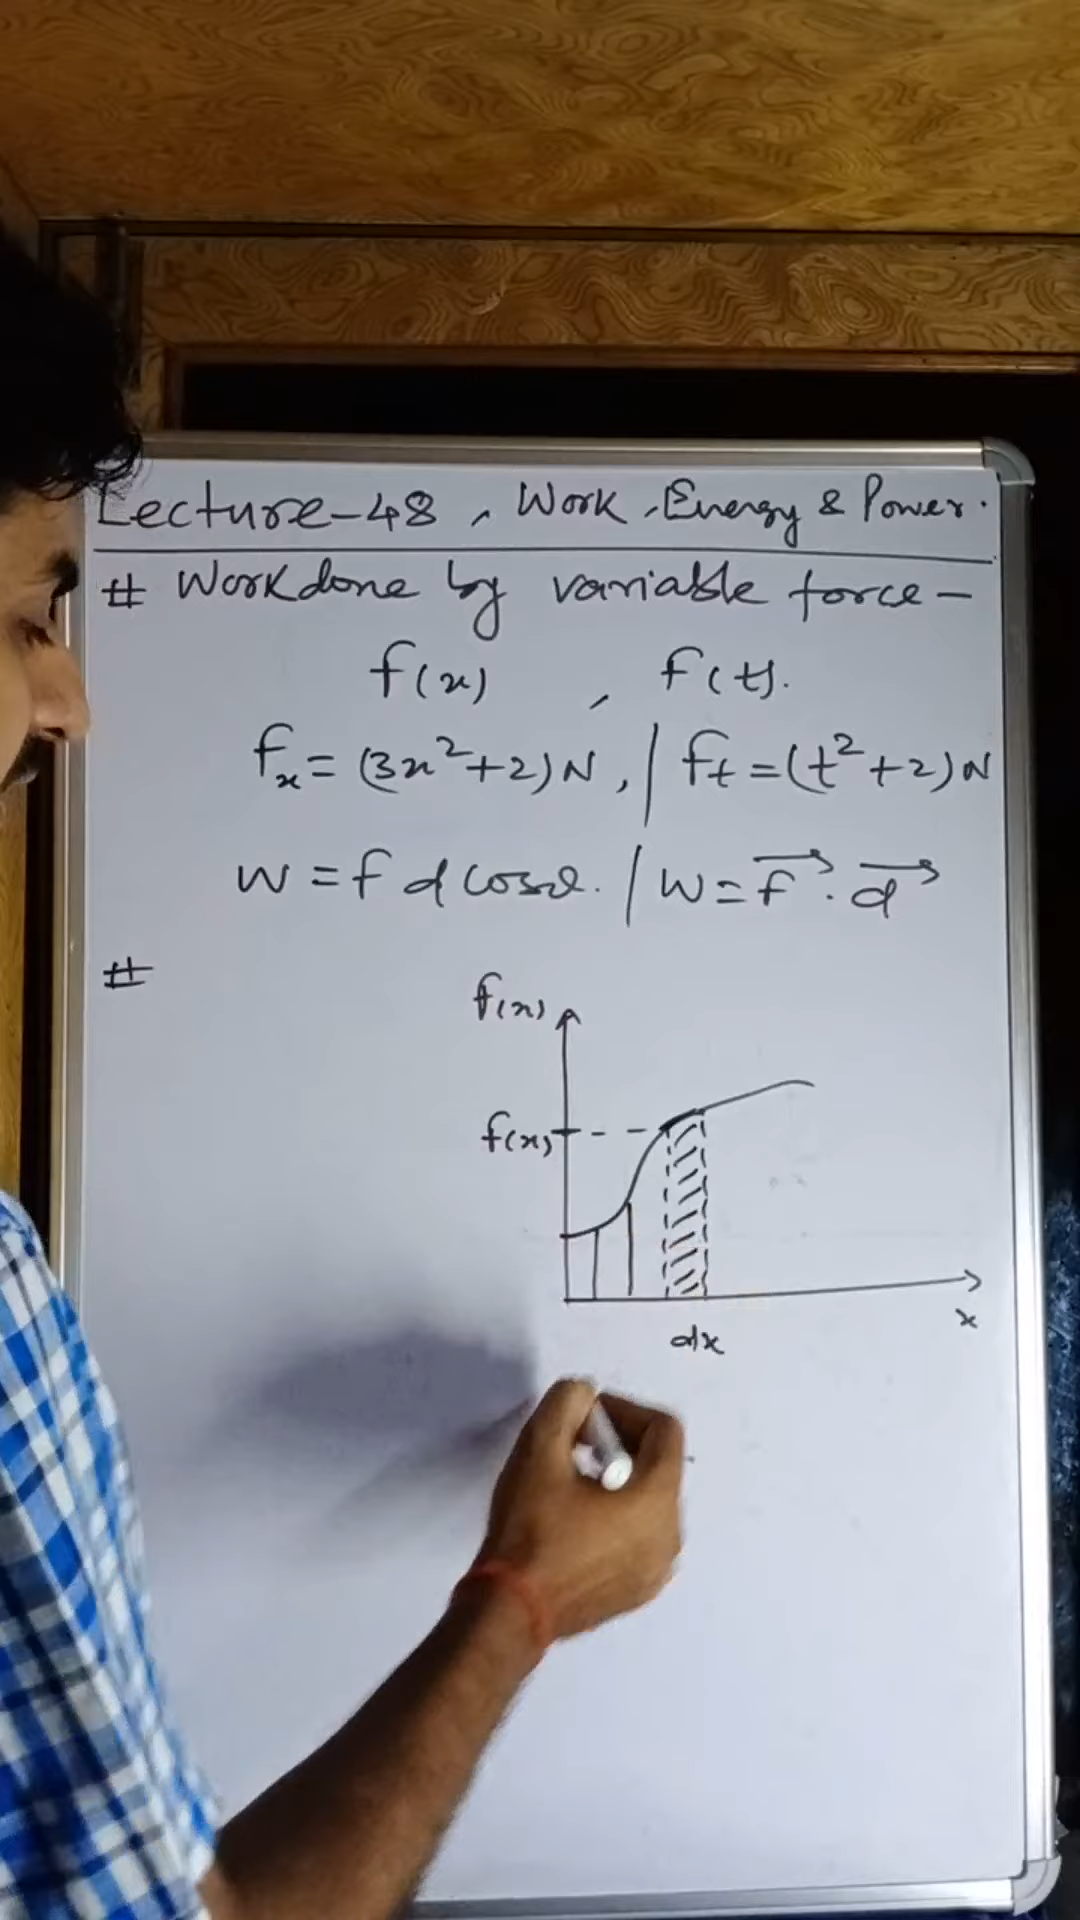 Lecture-48, Work, Energy & Power.
# Workdone by variable force -
f(x) , f(t).
fx = (3x²+2)N, / ft = (t²+2)N
W = f d cosθ. / W = f⃗ . d⃗
#
f(x)
f(x)
x
dx